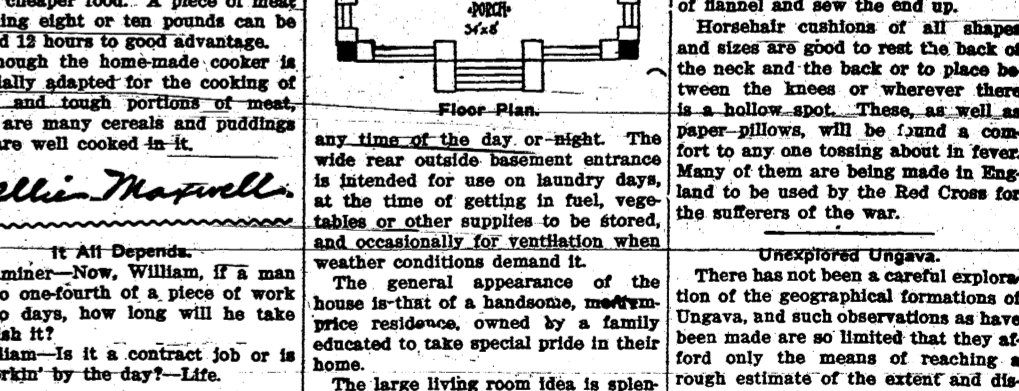 cheaper food. A piece of meat
ing eight or ten pounds can be
d 12 hours to good advantage.
ough the home-made cooker is
ially adapted for the cooking of
and tough portions of meat,
are many cereals and puddings
re well cooked in it.
ellie Maxwell.
It All Depends.
miner—Now, William, if a man
o one-fourth of a piece of work
o days, how long will he take
sh it?
liam—Is it a contract job or is
rkin' by the day?—Life.
PORCH
Floor Plan.
any time of the day or night. The
wide rear outside basement entrance
is intended for use on laundry days,
at the time of getting in fuel, vege-
tables or other supplies to be stored,
and occasionally for ventilation when
weather conditions demand it.
The general appearance of the
house is that of a handsome, medium-
price residence, owned by a family
educated to take special pride in their
home.
The large living room idea is splen-
of flannel and sew the end up.
Horsehair cushions of all shapes
and sizes are good to rest the back of
the neck and the back or to place be-
tween the knees or wherever there
is a hollow spot. These, as well as
paper pillows, will be found a com-
fort to any one tossing about in fever.
Many of them are being made in Eng-
land to be used by the Red Cross for
the sufferers of the war.
Unexplored Ungava.
There has not been a careful explora-
tion of the geographical formations of
Ungava, and such observations as have
been made are so limited that they af-
ford only the means of reaching a
rough estimate of the extent and dis-